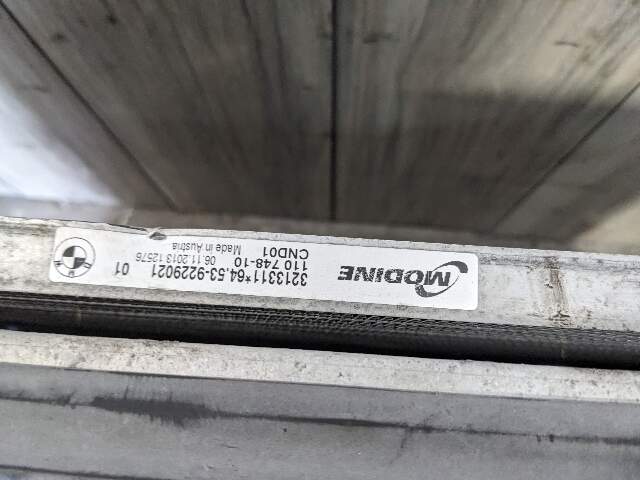 MODINE
3213311*64.53-9229021 01
110 748-10 06.11.2013 12576
CND01 Made in Austria